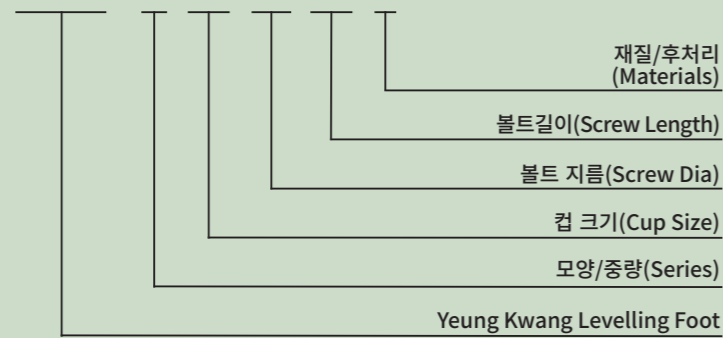 재질/후처리
(Materials)
볼트길이(Screw Length)
볼트 지름(Screw Dia)
컵 크기(Cup Size)
모양/중량(Series)
Yeung Kwang Levelling Foot